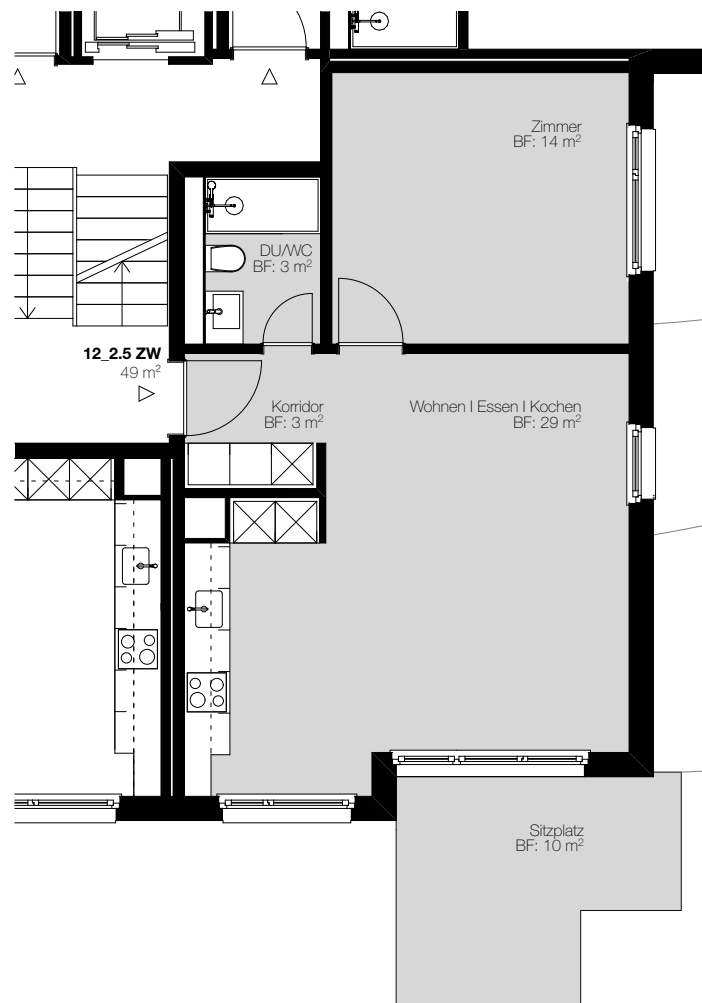 Zimmer
BF: 14 m²
DU/WC
BF: 3 m²
12_2.5 ZW
49 m²
Korridor
BF: 3 m²
Wohnen I Essen I Kochen
BF: 29 m²
Sitzplatz
BF: 10 m²